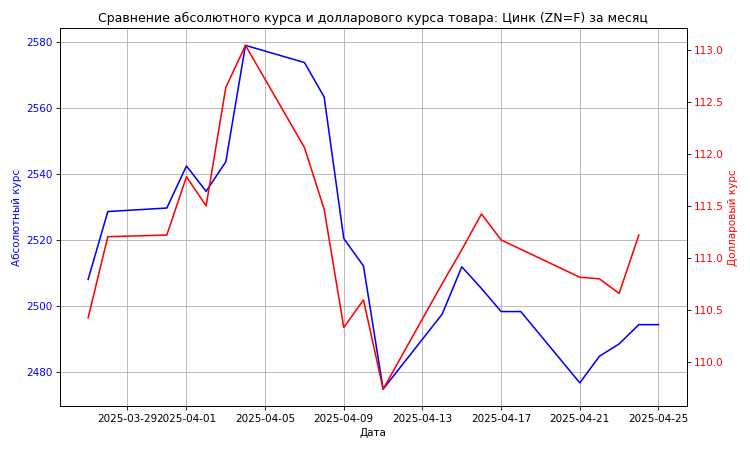 Сравнение абсолютного курса и долларового курса товара: Цинк (ZN=F) за месяц
2580
2560
2540
2520
2500
2480
Абсолютный курс
113.0
112.5
112.0
111.5
111.0
110.5
110.0
Долларовый курс
2025-03-29 2025-04-01 2025-04-05 2025-04-09 2025-04-13 2025-04-17 2025-04-21 2025-04-25
Дата